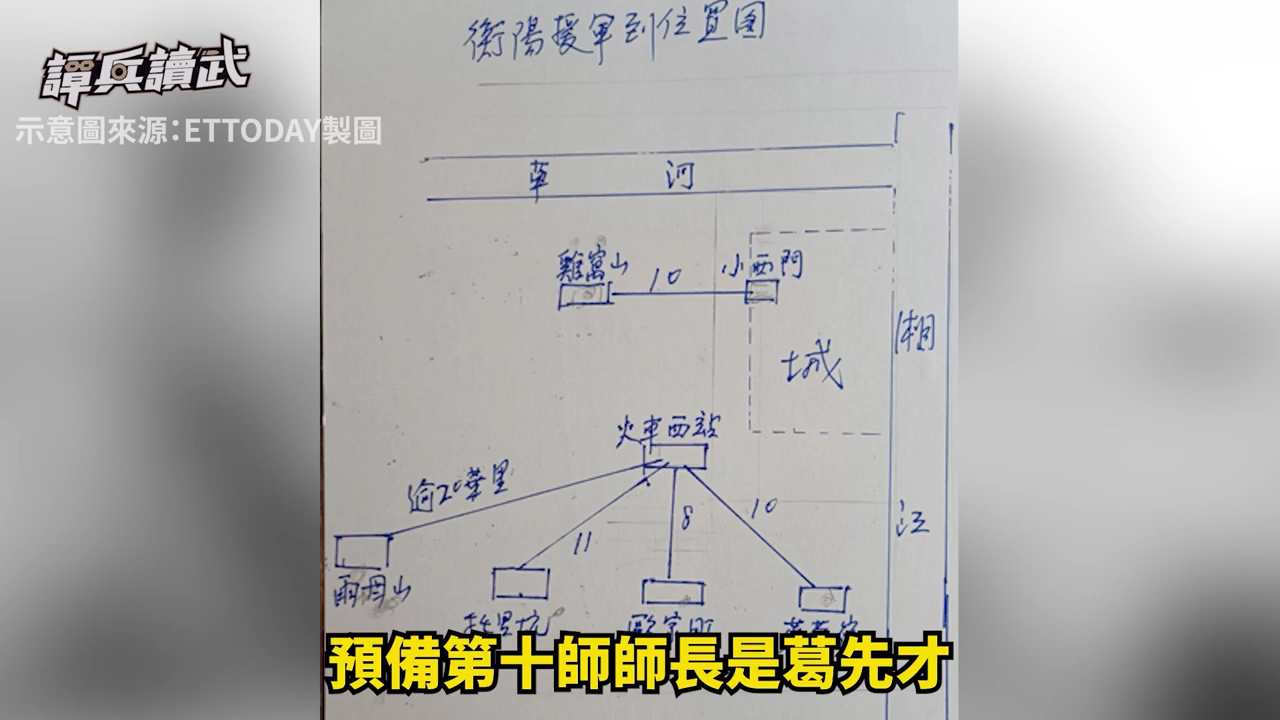 衡陽援軍到位置図
譚兵讀武
示意圖來源：ETTODAY製圖
草河
雞窩山
10
小西門
湘江
城
火車西站
逾20華里
11
8
10
雨母山
預備第十師師長是葛先才